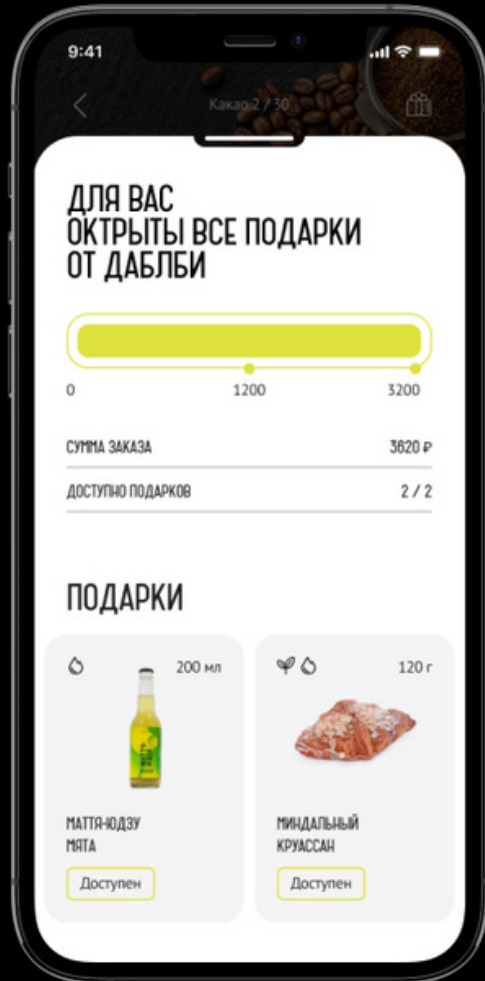 9:41
Какао 2 / 30
ДЛЯ ВАС
ОКТРЫТЫ ВСЕ ПОДАРКИ
ОТ ДАБЛБИ
0 1200 3200
СУММА ЗАКАЗА 3620 ₽
ДОСТУПНО ПОДАРКОВ 2 / 2
ПОДАРКИ
200 мл
120 г
МАТТЯ-ЮДЗУ
МЯТА
Доступен
МИНДАЛЬНЫЙ
КРУАССАН
Доступен